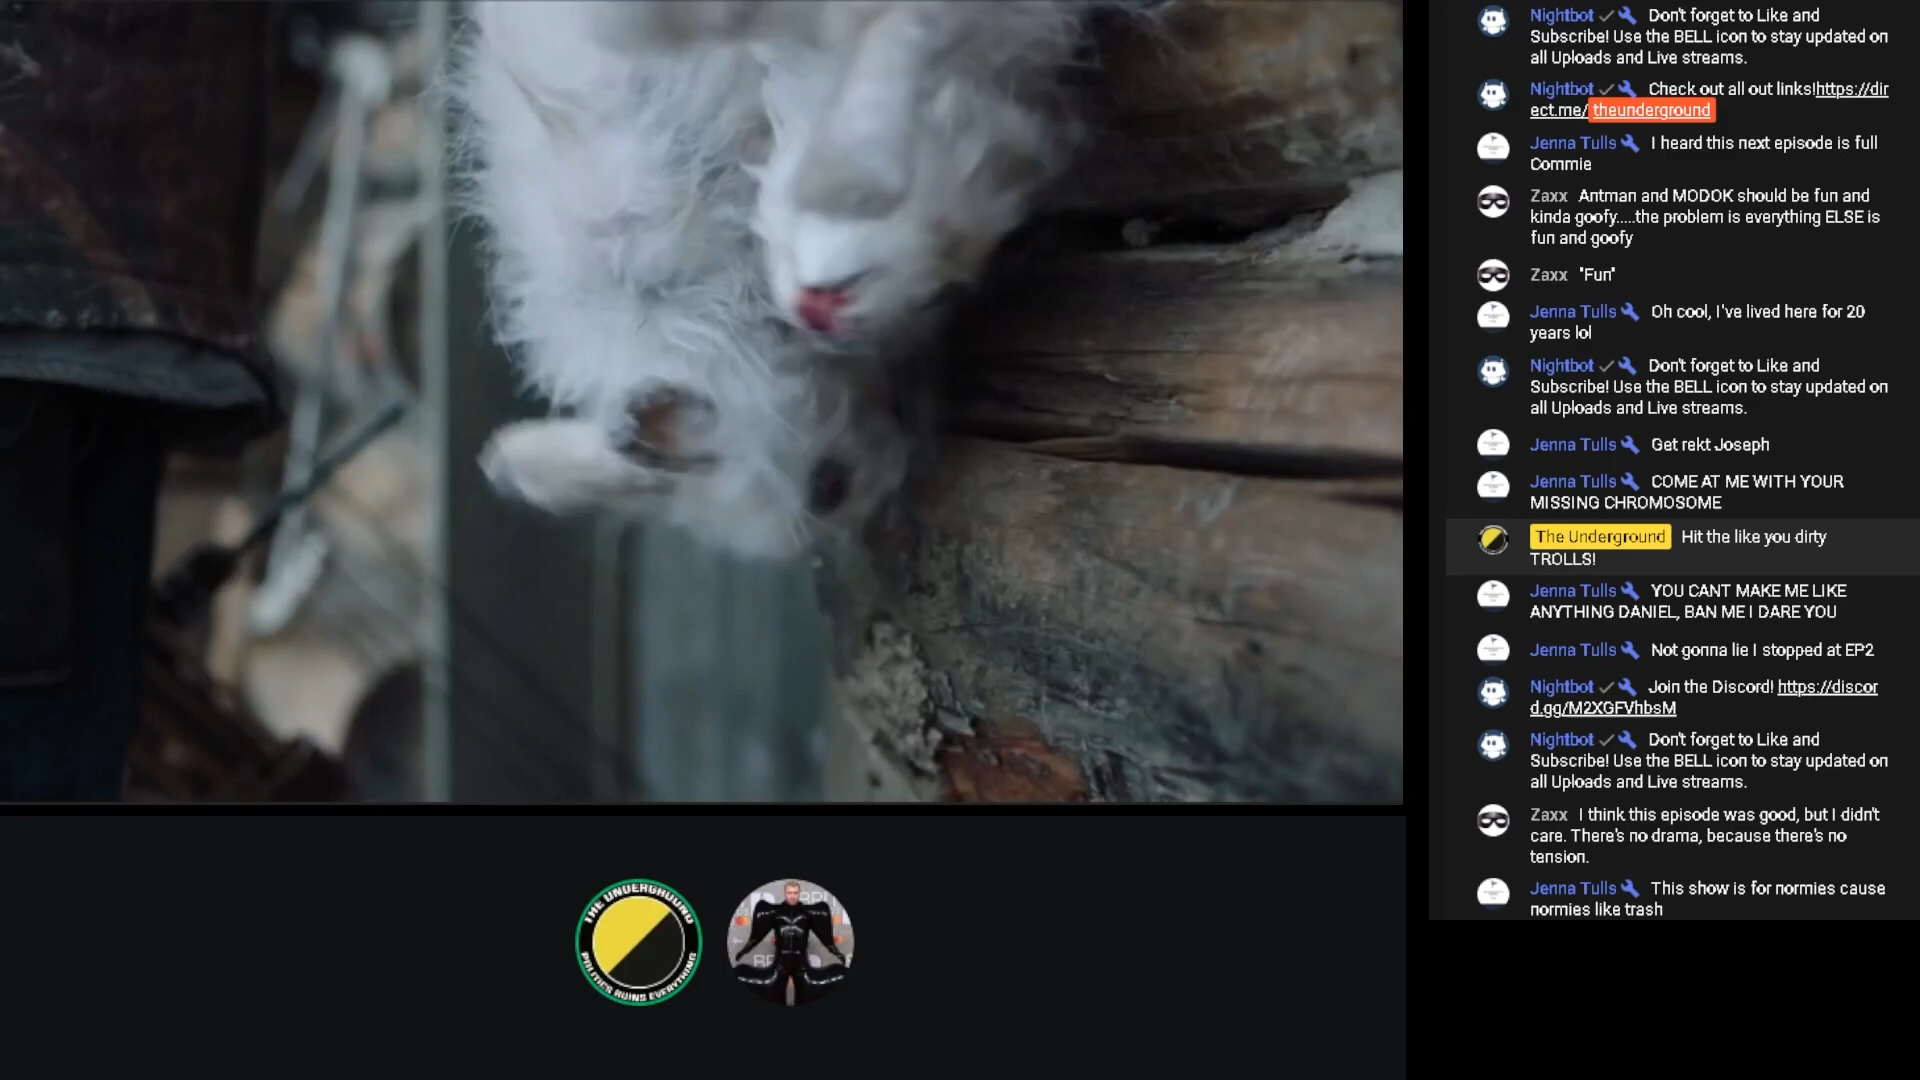 Nightbot Don't forget to Like and
Subscribe! Use the BELL icon to stay updated on
all Uploads and Live streams.
Nightbot Check out all out links!https://dir
ect.me/theunderground
Jenna Tulls I heard this next episode is full
Commie
Zaxx Antman and MODOK should be fun and
kinda goofy.....the problem is everything ELSE is
fun and goofy
Zaxx "Fun"
Jenna Tulls Oh cool, I've lived here for 20
years lol
Nightbot Don't forget to Like and
Subscribe! Use the BELL icon to stay updated on
all Uploads and Live streams.
Jenna Tulls Get rekt Joseph
Jenna Tulls COME AT ME WITH YOUR
MISSING CHROMOSOME
The Underground Hit the like you dirty
TROLLS!
Jenna Tulls YOU CANT MAKE ME LIKE
ANYTHING DANIEL, BAN ME I DARE YOU
Jenna Tulls Not gonna lie I stopped at EP2
Nightbot Join the Discord! https://discor
d.gg/M2XGFVhbsM
Nightbot Don't forget to Like and
Subscribe! Use the BELL icon to stay updated on
all Uploads and Live streams.
Zaxx I think this episode was good, but I didn't
care. There's no drama, because there's no
tension.
Jenna Tulls This show is for normies cause
normies like trash
THE UNDERGROUND
POLITICS RUINS EVERYTHING